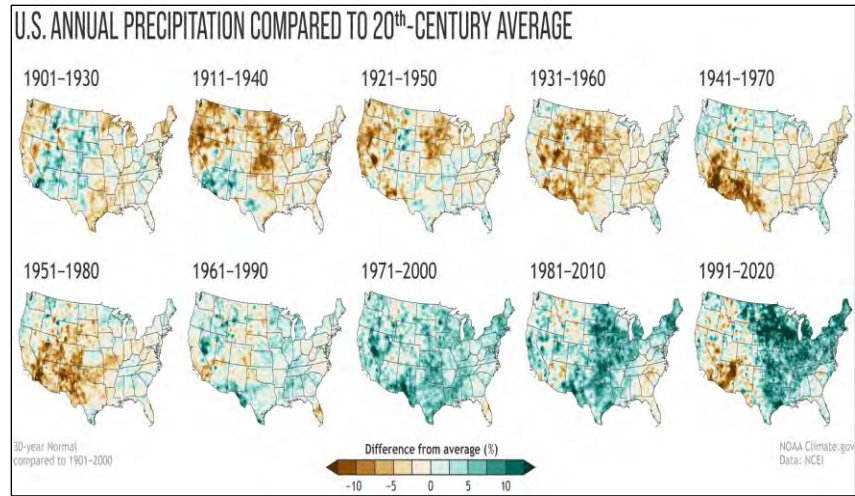 U.S. ANNUAL PRECIPITATION COMPARED TO 20th-CENTURY AVERAGE
1901–1930
1911–1940
1921–1950
1931–1960
1941–1970
1951–1980
1961–1990
1971–2000
1981–2010
1991–2020
30-year Normal
compared to 1901–2000
Difference from average (%)
-10 -5 0 5 10
NOAA Climate.gov
Data: NCEI